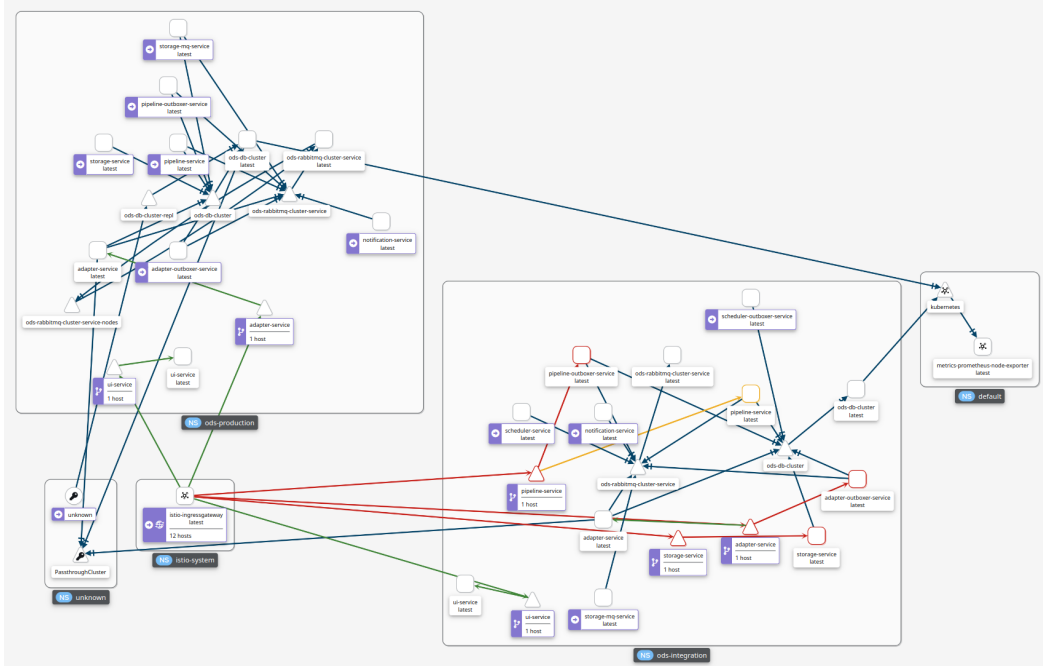 storage-mq-service
latest
pipeline-outboxer-service
latest
storage-service
latest
pipeline-service
latest
ods-db-cluster
latest
ods-rabbitmq-cluster-service
latest
ods-db-cluster-repl
ods-db-cluster
ods-rabbitmq-cluster-service
notification-service
latest
adapter-service
latest
adapter-outboxer-service
latest
ods-rabbitmq-cluster-service-nodes
adapter-service
1 host
ui-service
latest
ui-service
1 host
NS ods-production
kubernetes
metrics-prometheus-node-exporter
latest
NS default
scheduler-outboxer-service
latest
pipeline-outboxer-service
latest
ods-rabbitmq-cluster-service
latest
pipeline-service
latest
ods-db-cluster
latest
scheduler-service
latest
notification-service
latest
ods-db-cluster
ods-rabbitmq-cluster-service
pipeline-service
1 host
adapter-outboxer-service
latest
adapter-service
latest
adapter-service
1 host
storage-service
1 host
storage-service
latest
ui-service
latest
ui-service
1 host
storage-mq-service
latest
NS ods-integration
unknown
PassthroughCluster
NS unknown
istio-ingressgateway
latest
12 hosts
NS istio-system